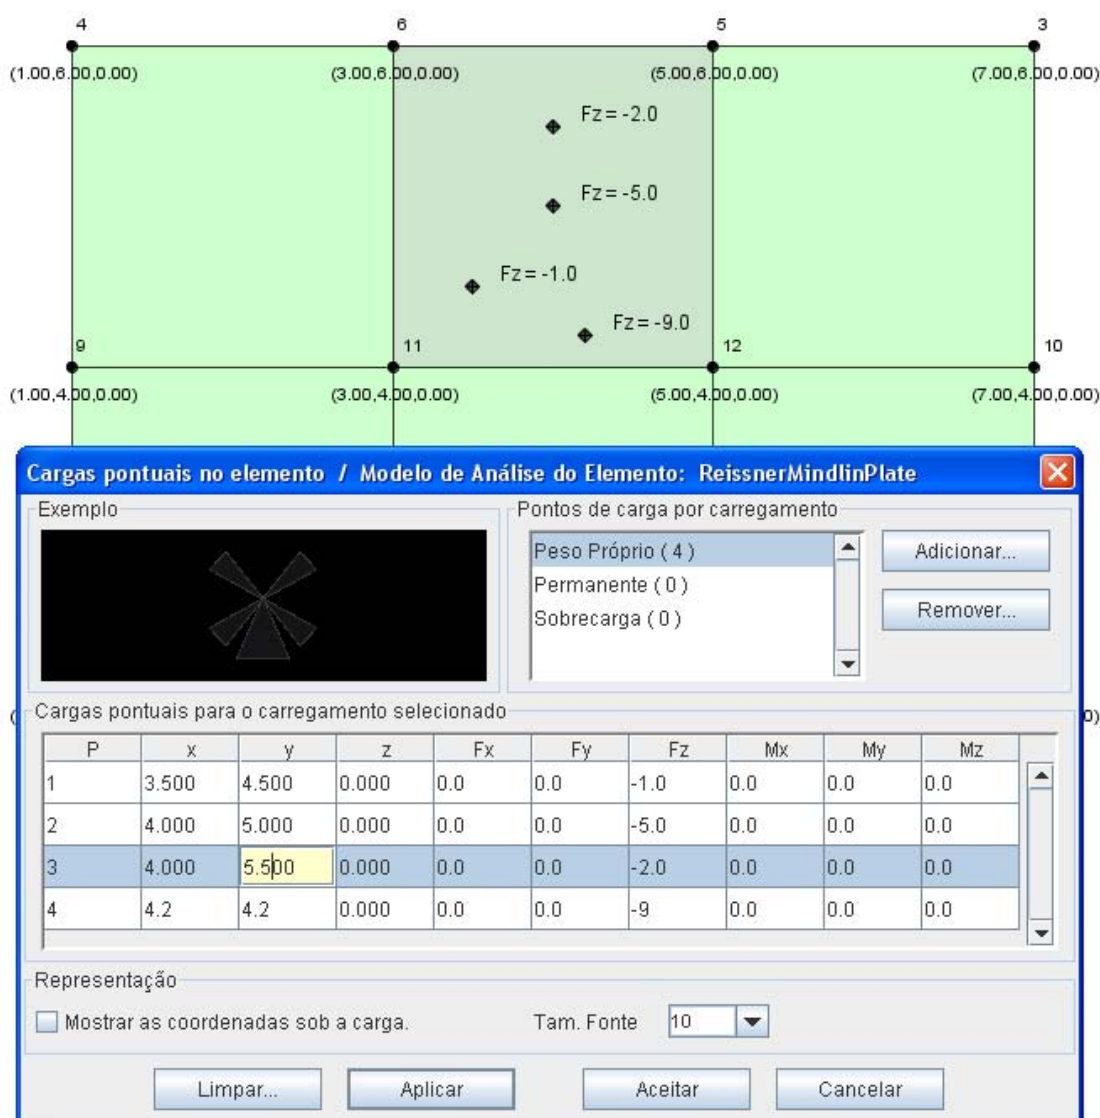 4 6 5 3
(1.00,6.00,0.00) (3.00,6.00,0.00) (5.00,6.00,0.00) (7.00,6.00,0.00)
Fz = -2.0
Fz = -5.0
Fz = -1.0
Fz = -9.0
9 11 12 10
(1.00,4.00,0.00) (3.00,4.00,0.00) (5.00,4.00,0.00) (7.00,4.00,0.00)
Cargas pontuais no elemento / Modelo de Análise do Elemento: ReissnerMindlinPlate
Exemplo
Pontos de carga por carregamento
Peso Próprio ( 4 )
Permanente ( 0 )
Sobrecarga ( 0 )
Adicionar...
Remover...
Cargas pontuais para o carregamento selecionado
P x y z Fx Fy Fz Mx My Mz
1 3.500 4.500 0.000 0.0 0.0 -1.0 0.0 0.0 0.0
2 4.000 5.000 0.000 0.0 0.0 -5.0 0.0 0.0 0.0
3 4.000 5.500 0.000 0.0 0.0 -2.0 0.0 0.0 0.0
4 4.2 4.2 0.000 0.0 0.0 -9 0.0 0.0 0.0
Representação
Mostrar as coordenadas sob a carga.
Tam. Fonte 10
Limpar... Aplicar Aceitar Cancelar